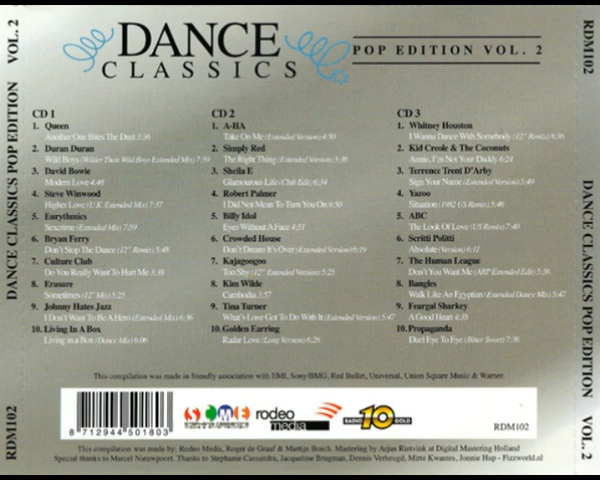 DANCE
CLASSICS
POP EDITION VOL. 2
CD 1
1. Queen
Another One Bites The Dust 3:36
2. Duran Duran
Wild Boys (Wilder Than Wild Boys Extended Mix) 7:59
3. David Bowie
Modern Love 4:48
4. Steve Winwood
Higher Love (U.K. Extended Mix) 7:37
5. Eurythmics
Sexcrime (Extended Mix) 7:59
6. Bryan Ferry
Don't Stop The Dance (12" Remix) 5:48
7. Culture Club
Do You Really Want To Hurt Me 3:38
8. Erasure
Sometimes (12" Mix) 5:25
9. Johnny Hates Jazz
I Don't Want To Be A Hero (Extended Mix) 6:36
10. Living In A Box
Living in a Box (Dance Mix) 6:06
CD 2
1. A-HA
Take On Me (Extended Version) 4:50
2. Simply Red
The Right Thing (Extended Version) 5:36
3. Sheila E
Glamourous Life (Club Edit) 6:34
4. Robert Palmer
I Did Not Mean To Turn You On 9:50
5. Billy Idol
Eyes Without A Face 4:51
6. Crowded House
Don't Dream It's Over (Extended Version) 6:19
7. Kajagoogoo
Too Shy (12" Extended Version) 5:25
8. Kim Wilde
Cambodia 3:57
9. Tina Turner
What's Love Got To Do With It (Extended Version) 5:47
10. Golden Earring
Radar Love (Long Version) 6:26
CD 3
1. Whitney Houston
I Wanna Dance With Somebody (12" Remix) 8:36
2. Kid Creole & The Coconuts
Annie, I'm Not Your Daddy 6:24
3. Terrence Trent D'Arby
Sign Your Name (Extended Version) 5:49
4. Yazoo
Situation (1982 US Remix) 5:46
5. ABC
The Look Of Love (US Remix) 7:40
6. Scritti Politti
Absolute (Version) 6:11
7. The Human League
Don't You Want Me (ARP Extended Edit) 5:36
8. Bangles
Walk Like An Egyptian (Extended Dance Mix) 5:47
9. Feargal Sharkey
A Good Heart 4:38
10. Propaganda
Duel Eye To Eye (Bitter Sweet) 7:36
This compilation was made in friendly association with EMI, Sony/BMG, Red Bullet, Universal, Union Square Music & Warner.
8 712944 501803
rodeo
media
RADIO 10 GOLD
RDM102
This compilation was made by: Rodeo Media, Roger de Graaf & Martijn Bosch. Mastering by Arjan Rietvink at Digital Mastering Holland
Special thanks to Marcel Nieuwpoort. Thanks to Stephanie Cassandra, Jacqueline Brugman, Dennis Verheugd, Mitte Kwantes, Jonnie Hup - Fizzworld.nl
RDM102 DANCE CLASSICS POP EDITION VOL. 2
RDM102 DANCE CLASSICS POP EDITION VOL. 2